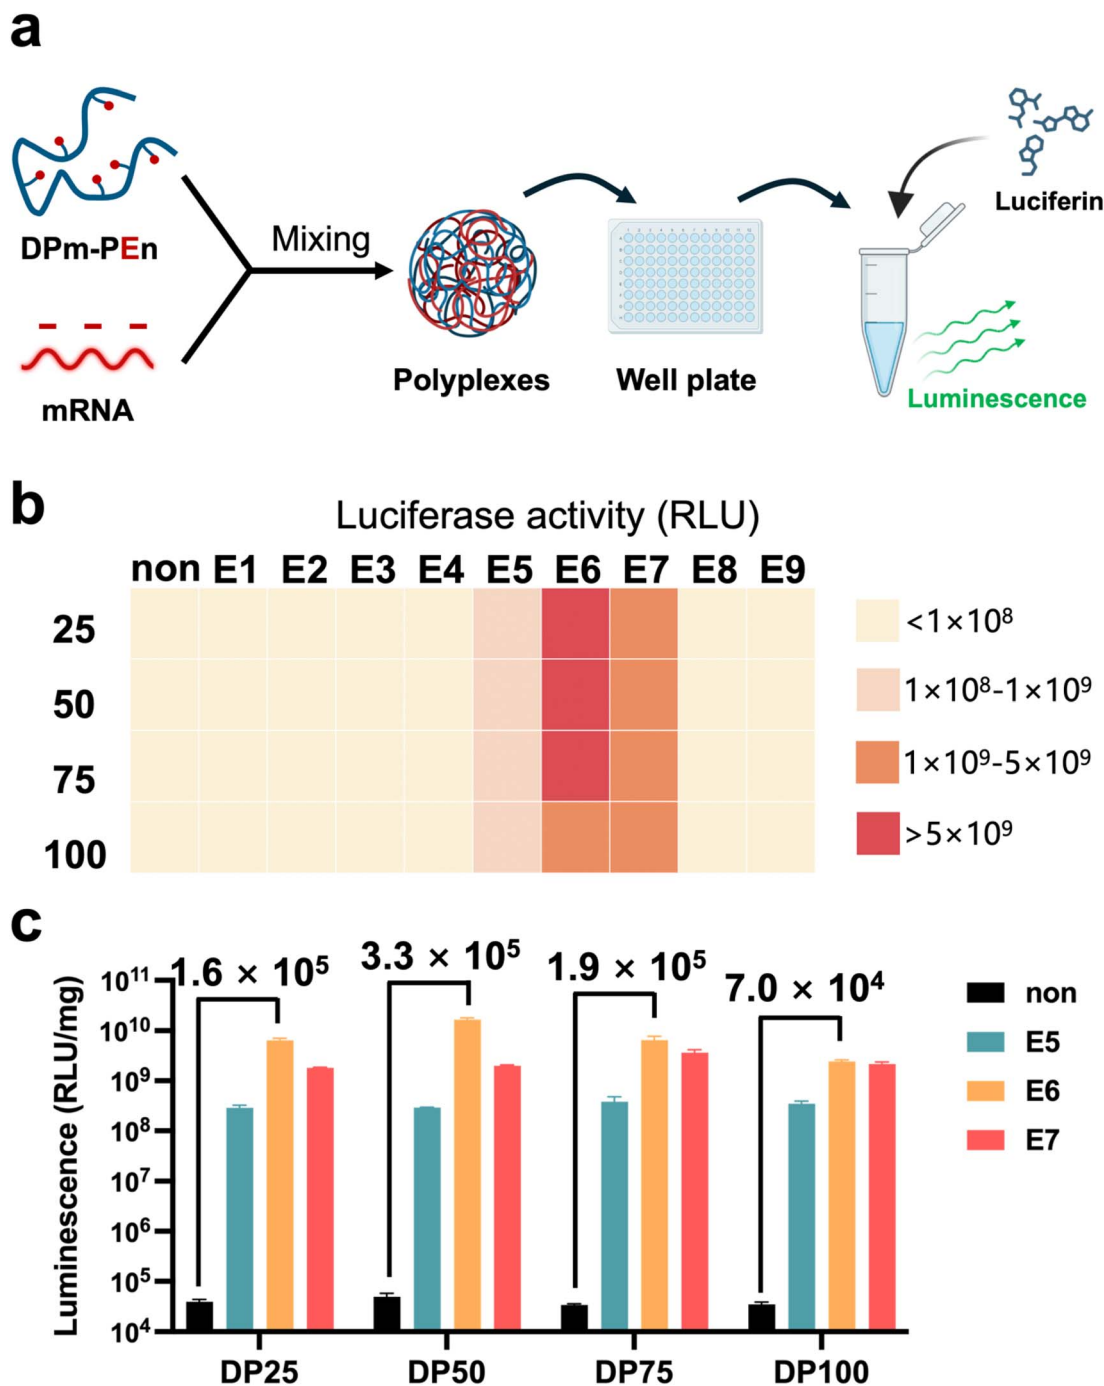 a
DPm-PEn
mRNA
Mixing
Polyplexes
Well plate
Luciferin
Luminescence
b
Luciferase activity (RLU)
non E1 E2 E3 E4 E5 E6 E7 E8 E9
25
50
75
100
<1×10⁸
1×10⁸-1×10⁹
1×10⁹-5×10⁹
>5×10⁹
c
Luminescence (RLU/mg)
10¹¹
10¹⁰
10⁹
10⁸
10⁷
10⁶
10⁵
10⁴
1.6 × 10⁵
3.3 × 10⁵
1.9 × 10⁵
7.0 × 10⁴
DP25 DP50 DP75 DP100
non
E5
E6
E7